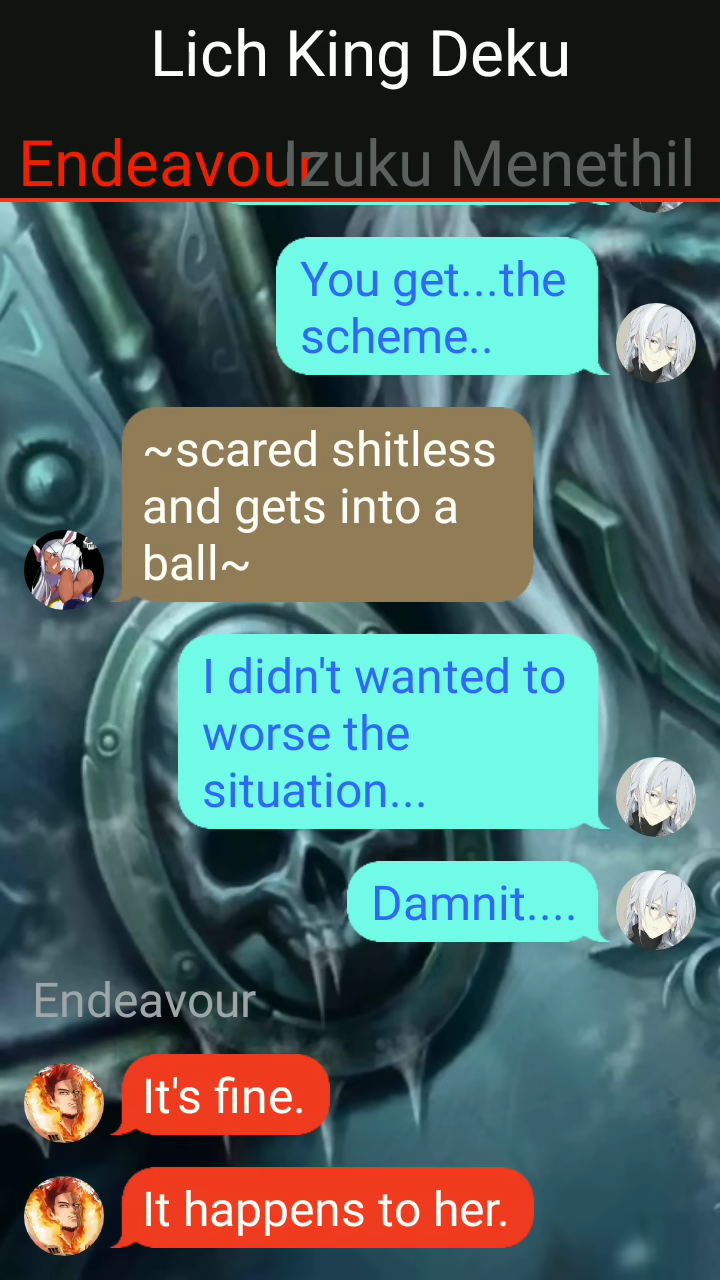 Lich King Deku
Endeavour Izuku Menethil
You get...the
scheme..
~scared shitless
and gets into a
ball~
I didn't wanted to
worse the
situation...
Damnit....
Endeavour
It's fine.
It happens to her.